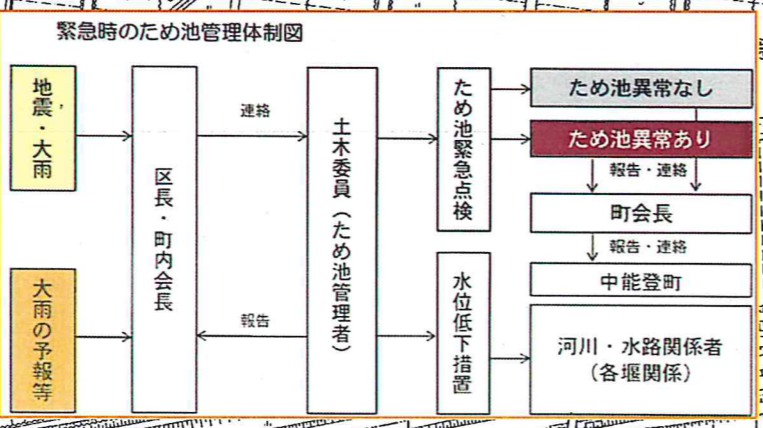 緊急時のため池管理体制図
地震・大雨
大雨の予報等
区長・町内会長
連絡
報告
土木委員（ため池管理者）
ため池緊急点検
水位低下措置
ため池異常なし
ため池異常あり
報告・連絡
町会長
報告・連絡
中能登町
河川・水路関係者
（各堰関係）